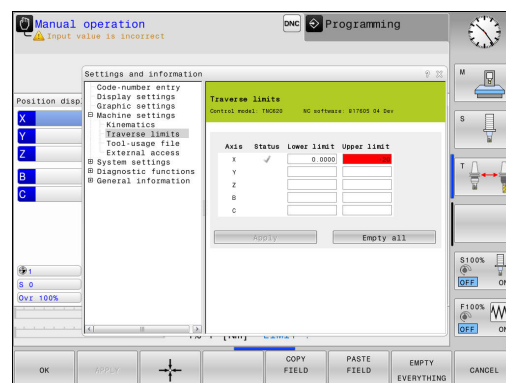 Manual operation
DNC
Programming
Input value is incorrect
Settings and information
Position disp
Code-number entry
Display settings
Graphic settings
Machine settings
Kinematics
Traverse limits
Tool-usage file
External access
System settings
Diagnostic functions
General information
Traverse limits
Control model: TNC620 NC software: 817605 04 Dev
Axis Status Lower limit Upper limit
X 0.0000
Y
Z
B
C
Apply Empty all
X
Y
Z
B
C
1
S 0
Ovr 100%
M
S
T
S100%
OFF ON
F100%
OFF ON
OK
APPLY
COPY FIELD
PASTE FIELD
EMPTY EVERYTHING
CANCEL